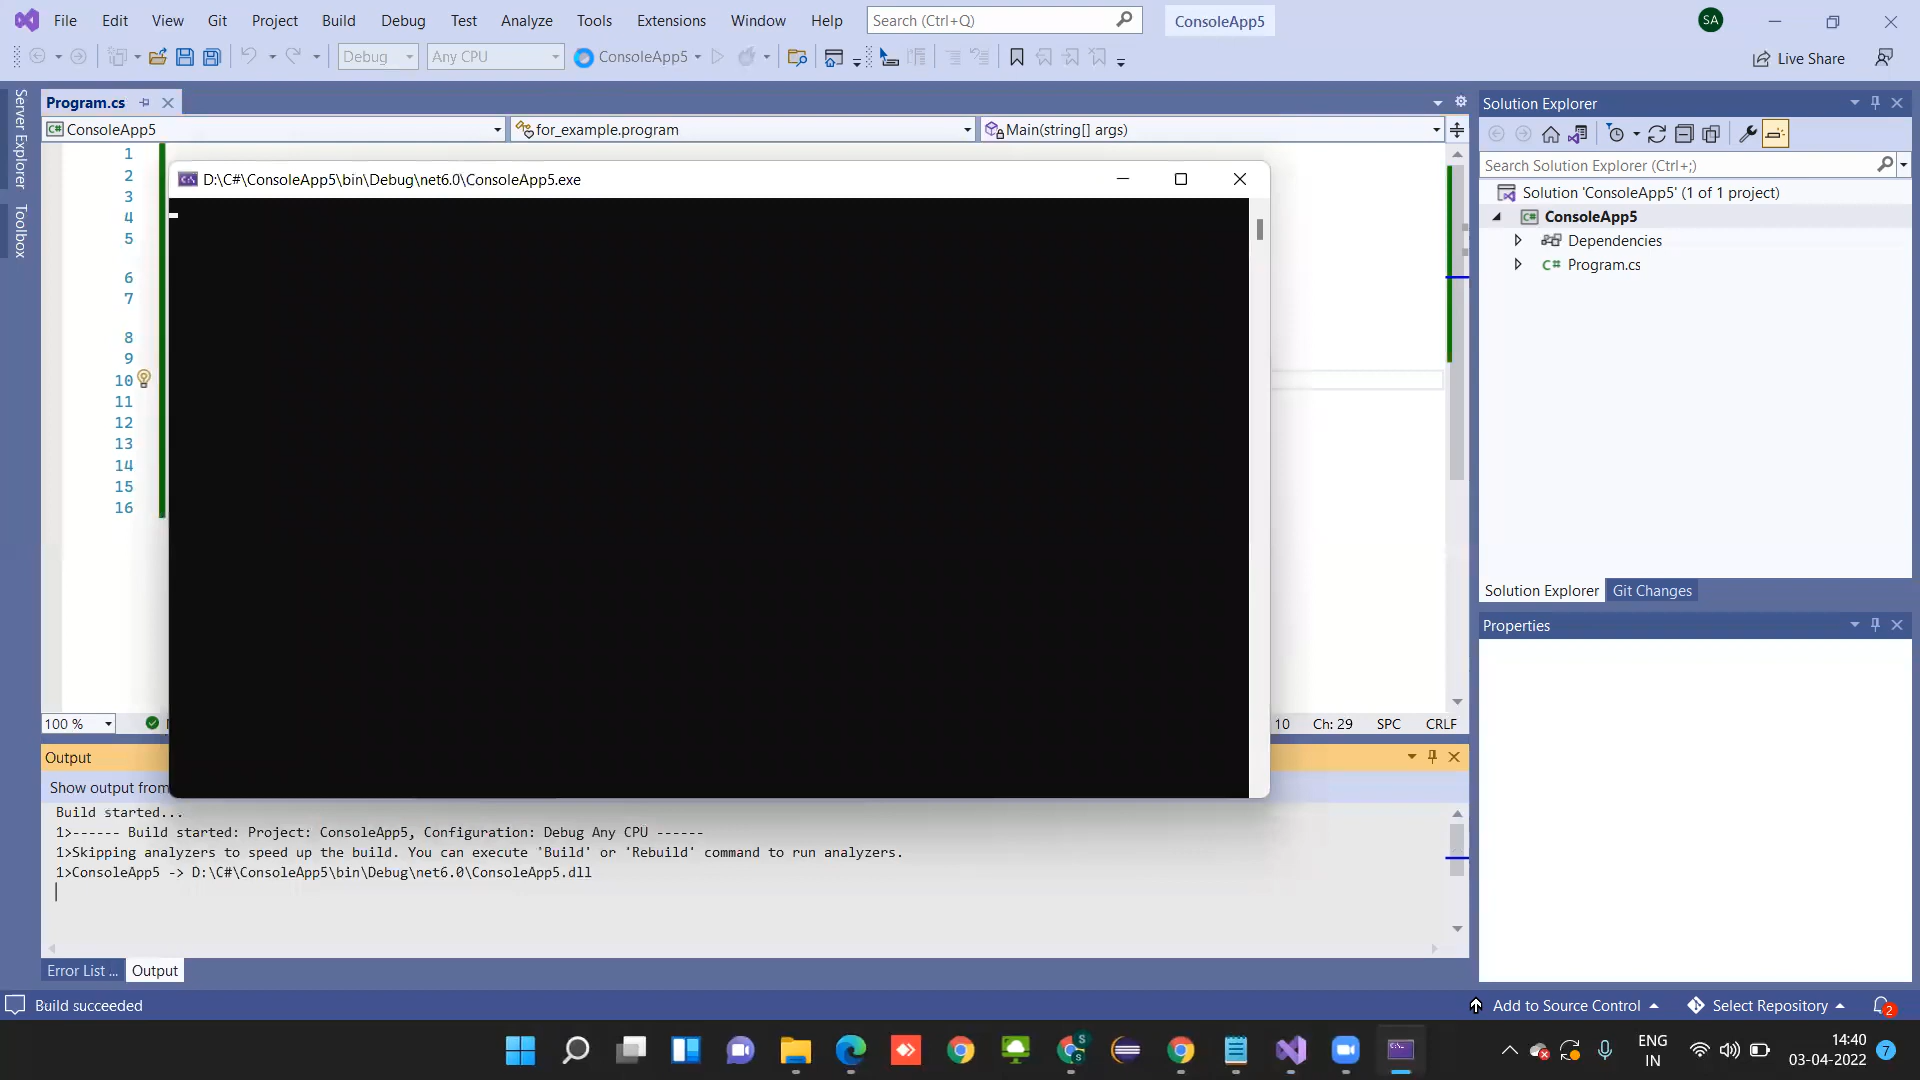 File Edit View Git Project Build Debug Test Analyze Tools Extensions Window Help Search (Ctrl+Q) ConsoleApp5 SA
Debug Any CPU ConsoleApp5 Live Share
Server Explorer
Toolbox
Program.cs
ConsoleApp5 for_example.program Main(string[] args)
1
2
3
4
5
6
7
8
9
10
11
12
13
14
15
16
D:\C#\ConsoleApp5\bin\Debug\net6.0\ConsoleApp5.exe
100 % 10 Ch: 29 SPC CRLF
Output
Show output from
Build started...
1>------ Build started: Project: ConsoleApp5, Configuration: Debug Any CPU ------
1>Skipping analyzers to speed up the build. You can execute 'Build' or 'Rebuild' command to run analyzers.
1>ConsoleApp5 -> D:\C#\ConsoleApp5\bin\Debug\net6.0\ConsoleApp5.dll
Error List ... Output
Solution Explorer
Search Solution Explorer (Ctrl+;)
Solution 'ConsoleApp5' (1 of 1 project)
ConsoleApp5
Dependencies
C# Program.cs
Solution Explorer Git Changes
Properties
Build succeeded Add to Source Control Select Repository 2
ENG
IN
14:40
03-04-2022
7